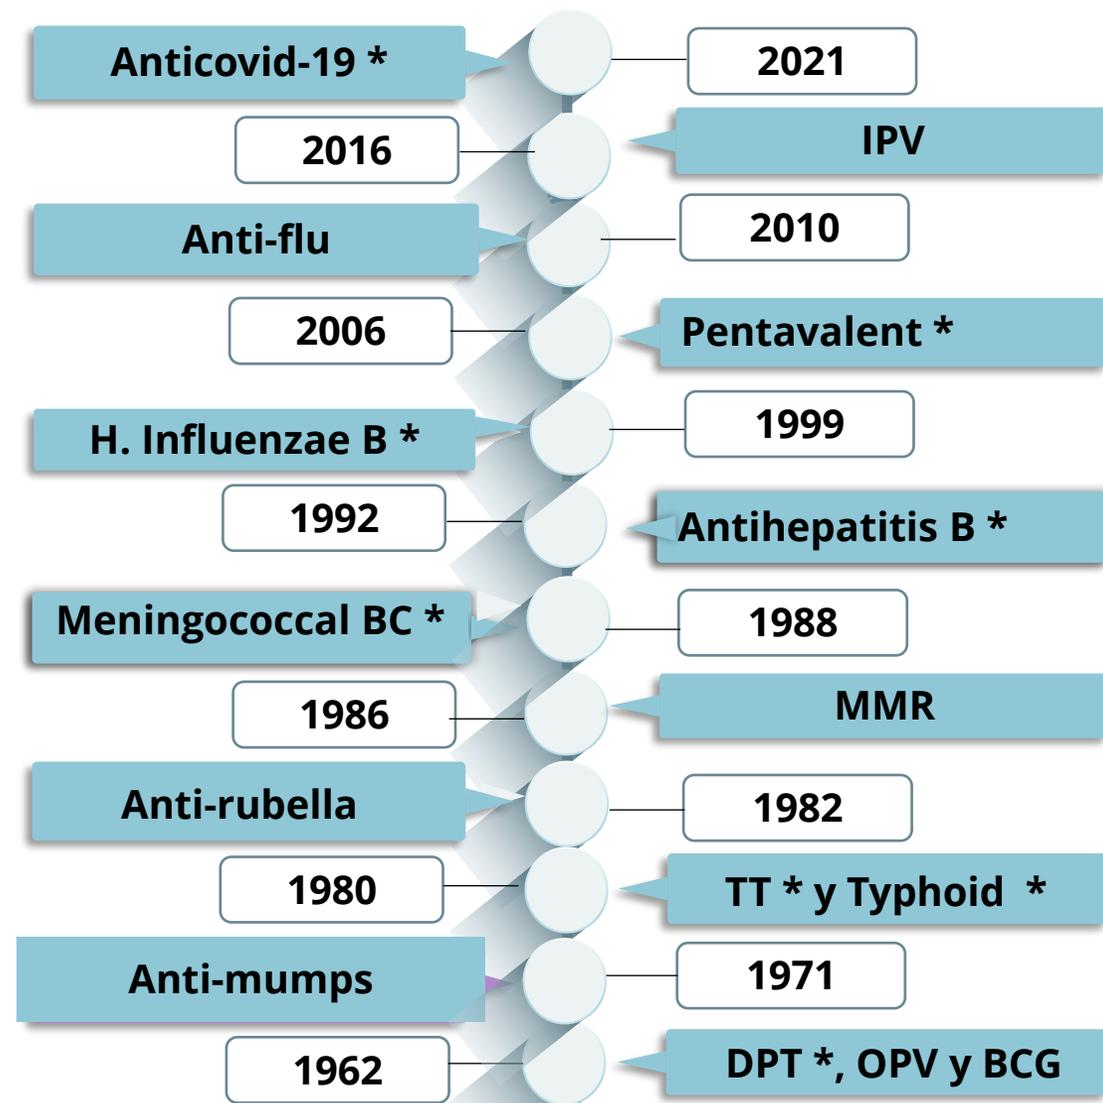 Anticovid-19 *
2021
2016
IPV
Anti-flu
2010
2006
Pentavalent *
H. Influenzae B *
1999
1992
Antihepatitis B *
Meningococcal BC *
1988
1986
MMR
Anti-rubella
1982
1980
TT * y Typhoid *
Anti-mumps
1971
1962
DPT *, OPV y BCG